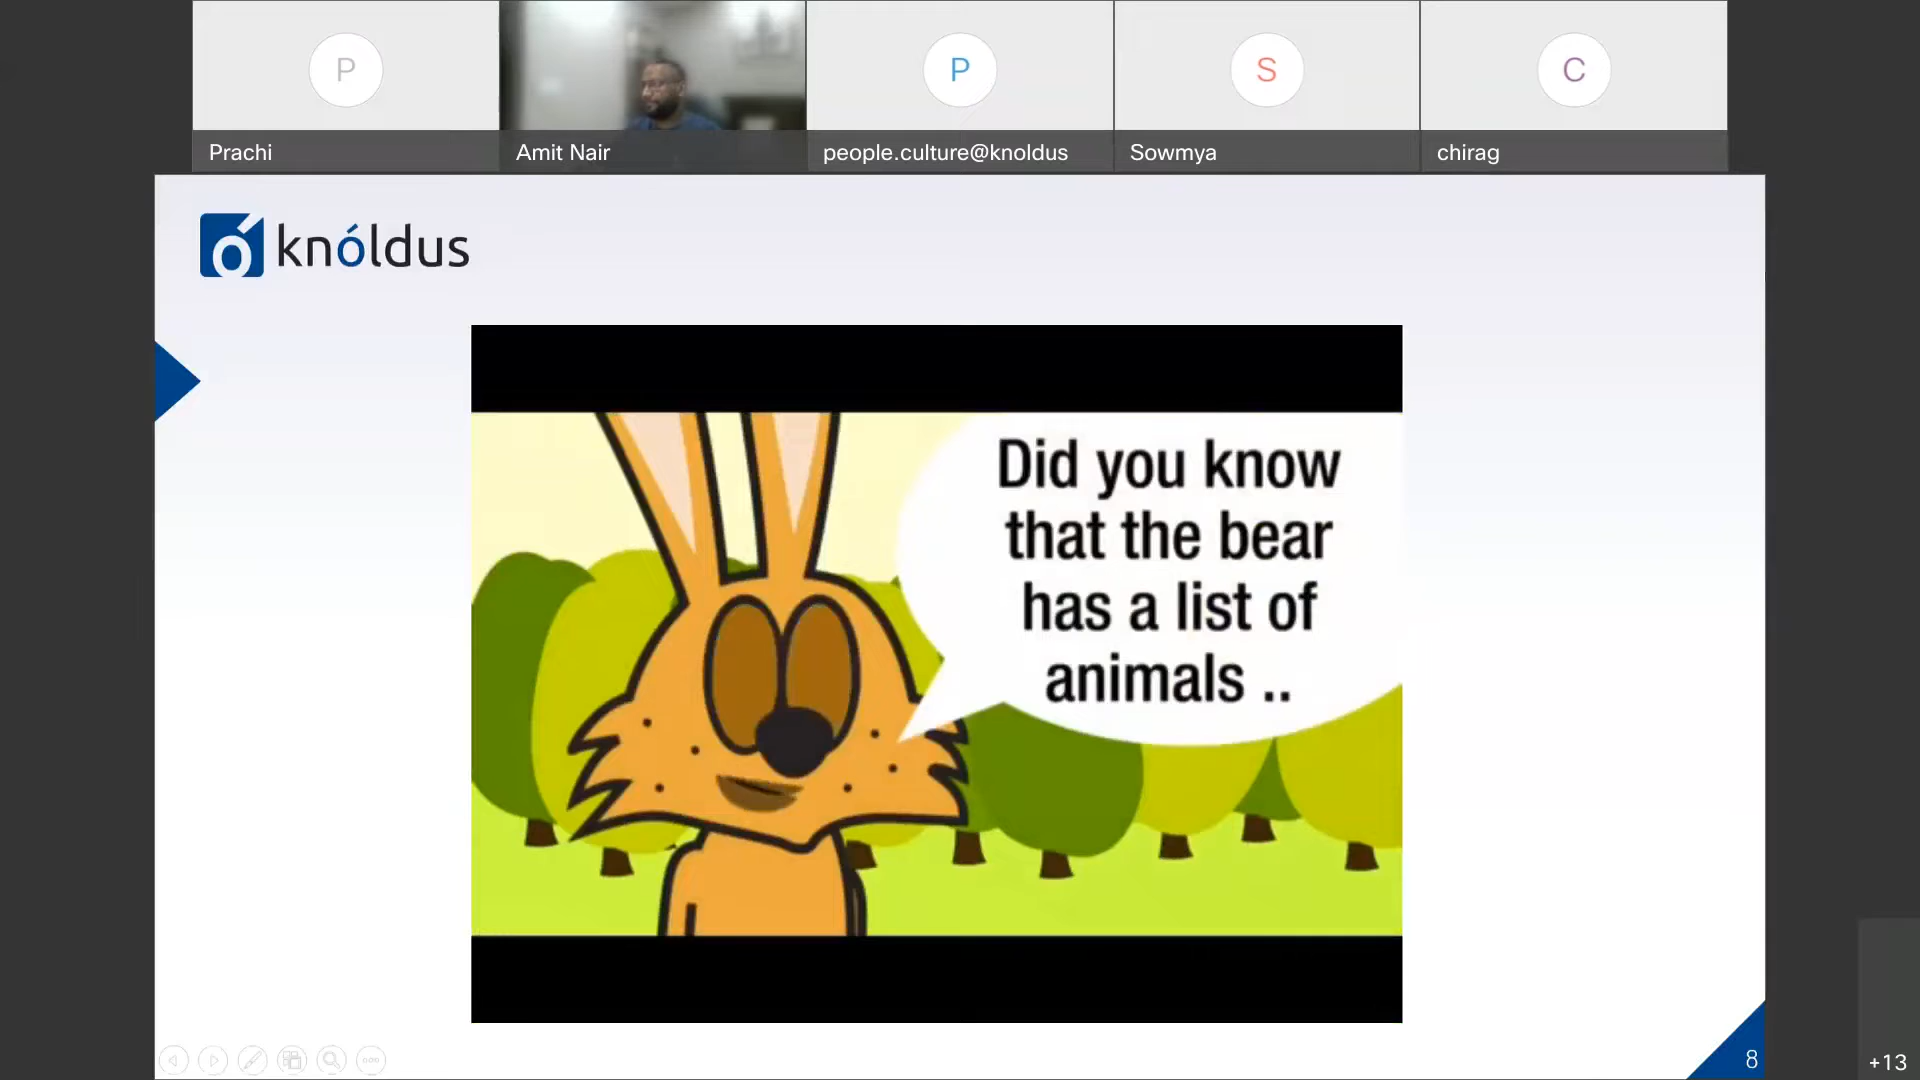 P
P
S
C
Prachi
Amit Nair
people.culture@knoldus
Sowmya
chirag
knóldus
Did you know
that the bear
has a list of
animals ..
8
+13